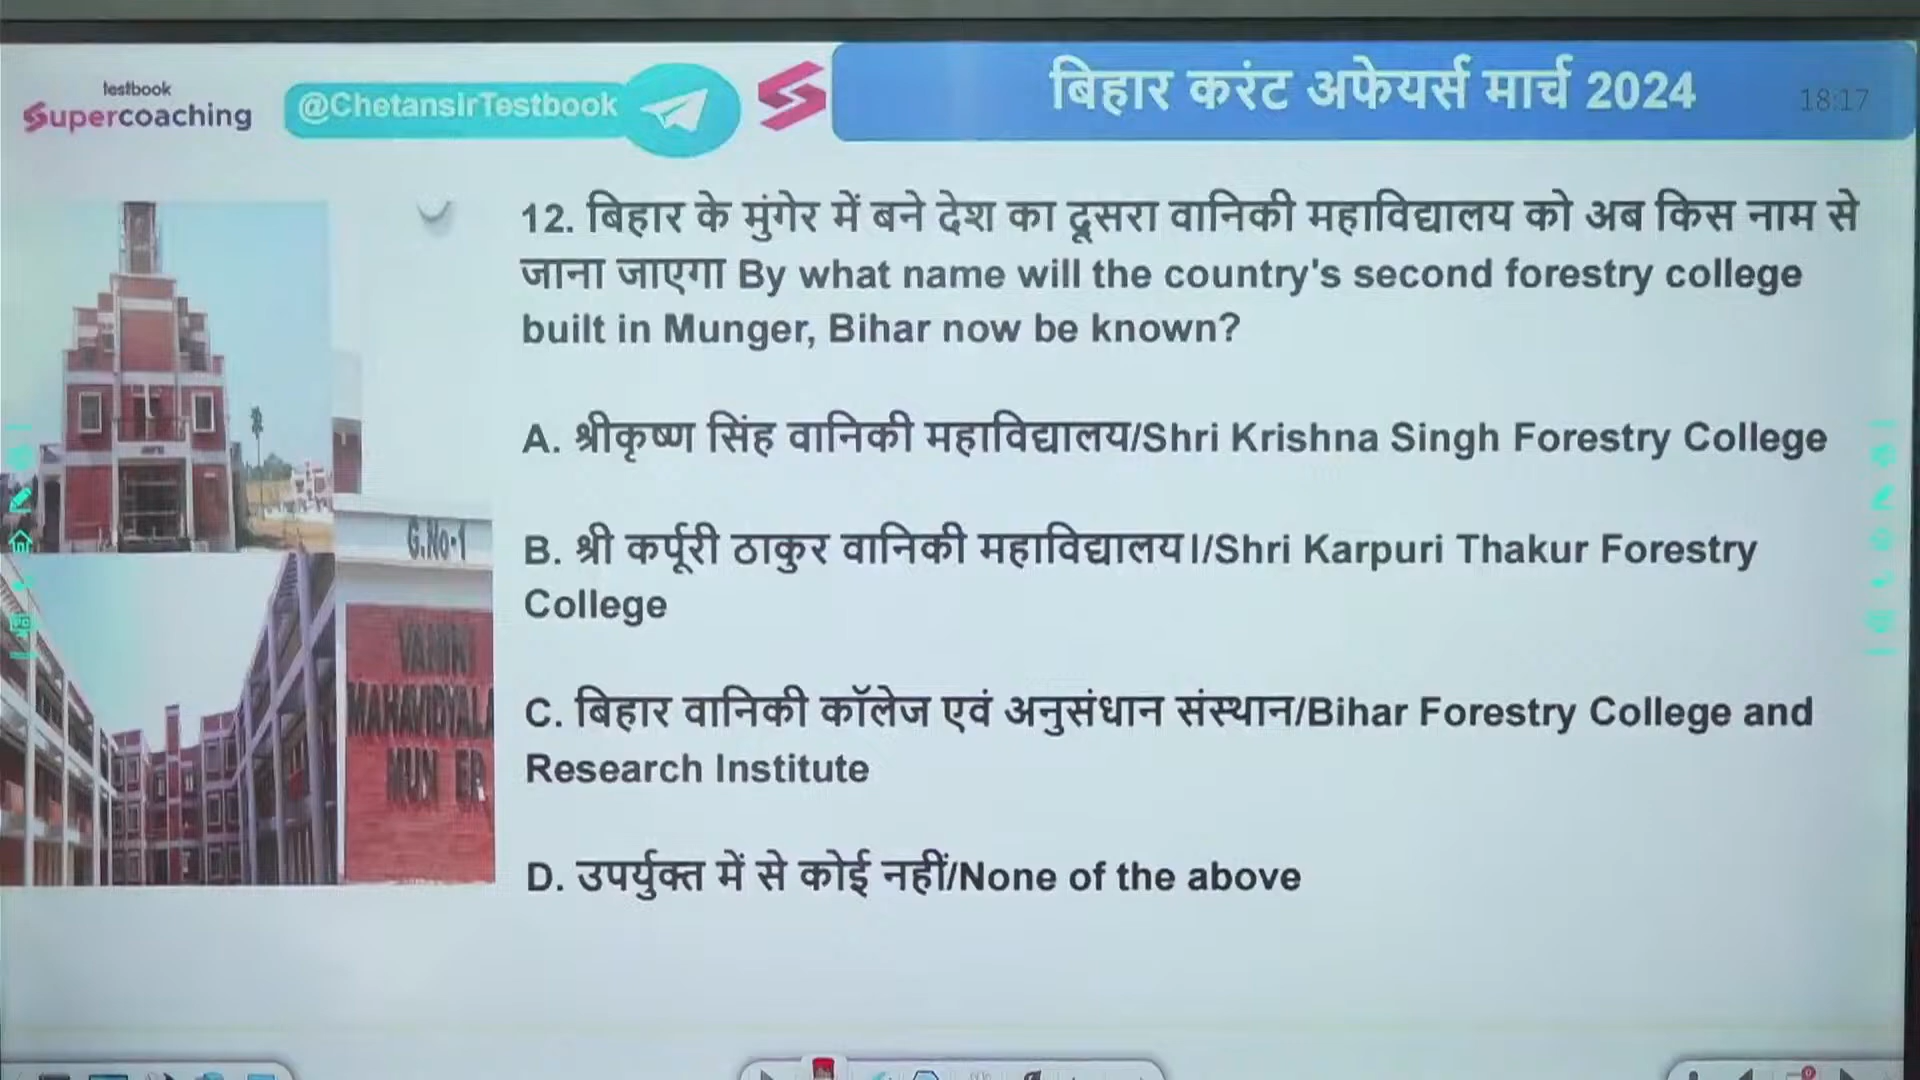 testbook
Supercoaching
@ChetansirTestbook
बिहार करंट अफेयर्स मार्च 2024
18:17
12. बिहार के मुंगेर में बने देश का दूसरा वानिकी महाविद्यालय को अब किस नाम से
जाना जाएगा By what name will the country's second forestry college
built in Munger, Bihar now be known?
A. श्रीकृष्ण सिंह वानिकी महाविद्यालय/Shri Krishna Singh Forestry College
B. श्री कर्पूरी ठाकुर वानिकी महाविद्यालय।/Shri Karpuri Thakur Forestry
College
C. बिहार वानिकी कॉलेज एवं अनुसंधान संस्थान/Bihar Forestry College and
Research Institute
D. उपर्युक्त में से कोई नहीं/None of the above
G.No-1
MAHAVIDYALA